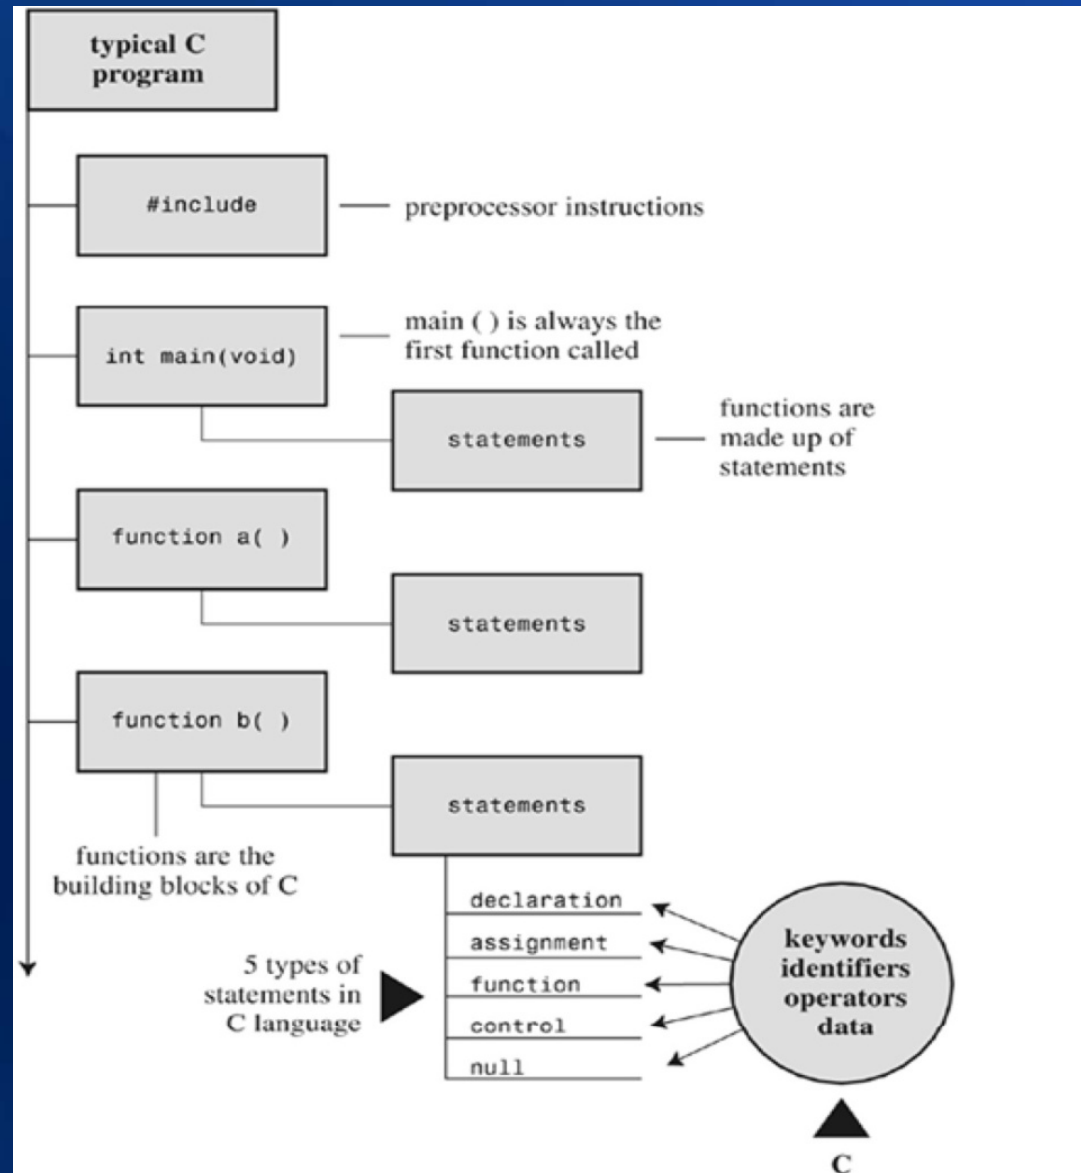 typical C
program
#include
preprocessor instructions
main ( ) is always the
first function called
int main(void)
statements
functions are
made up of
statements
function a( )
statements
function b( )
statements
functions are the
building blocks of C
declaration
assignment
function
control
null
5 types of
statements in
C language
keywords
identifiers
operators
data
C